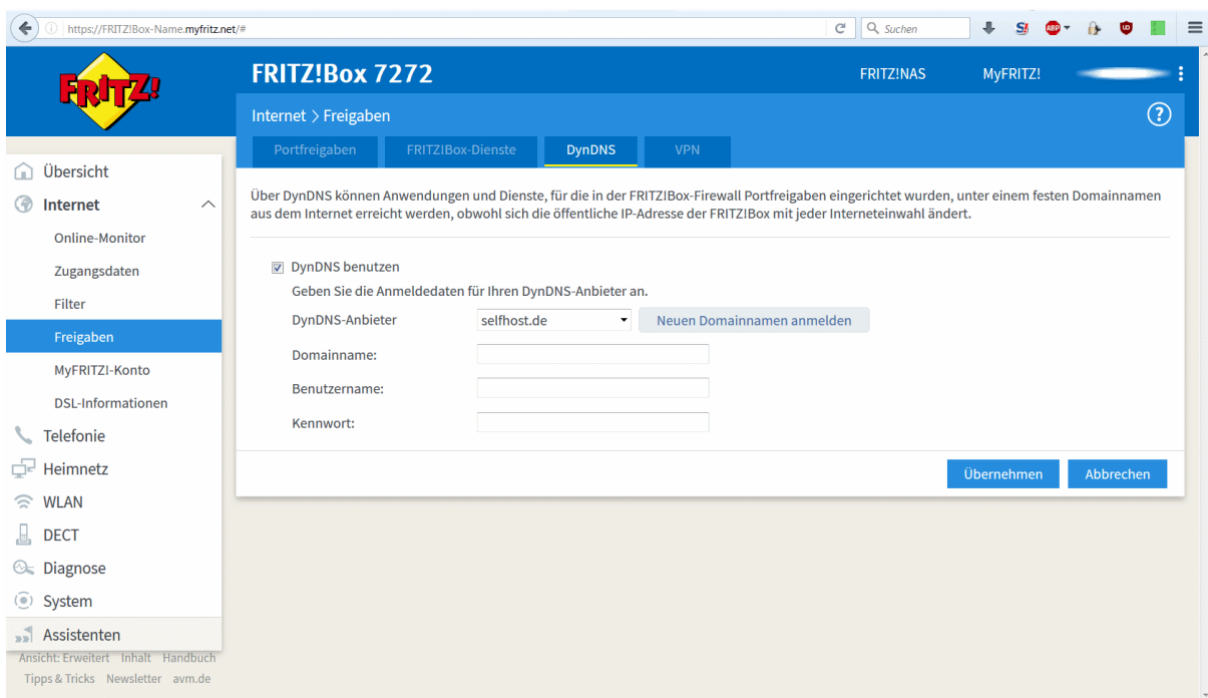 https://FRITZ!Box-Name.myfritz.net/#
Suchen
S!
ABP
FRITZ!
FRITZ!Box 7272
FRITZ!NAS
MyFRITZ!
Internet > Freigaben
?
Portfreigaben
FRITZ!Box-Dienste
DynDNS
VPN
Übersicht
Internet
Online-Monitor
Zugangsdaten
Filter
Freigaben
MyFRITZ!-Konto
DSL-Informationen
Telefonie
Heimnetz
WLAN
DECT
Diagnose
System
Assistenten
Ansicht: Erweitert Inhalt Handbuch
Tipps & Tricks Newsletter avm.de
Über DynDNS können Anwendungen und Dienste, für die in der FRITZ!Box-Firewall Portfreigaben eingerichtet wurden, unter einem festen Domainnamen
aus dem Internet erreicht werden, obwohl sich die öffentliche IP-Adresse der FRITZ!Box mit jeder Interneteinwahl ändert.
DynDNS benutzen
Geben Sie die Anmeldedaten für Ihren DynDNS-Anbieter an.
DynDNS-Anbieter selfhost.de Neuen Domainnamen anmelden
Domainname:
Benutzername:
Kennwort:
Übernehmen Abbrechen